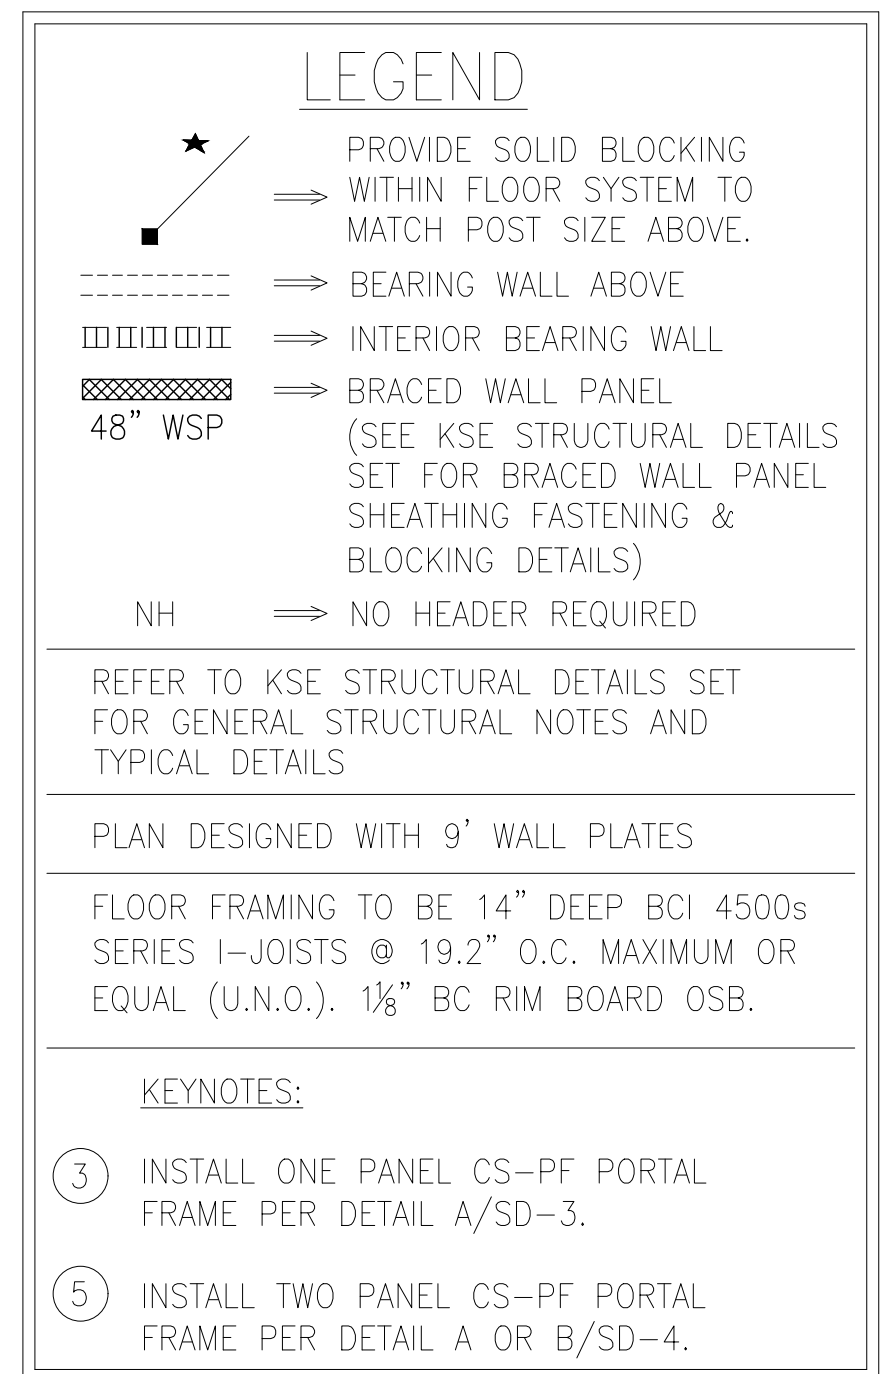 LEGEND
PROVIDE SOLID BLOCKING
WITHIN FLOOR SYSTEM TO
MATCH POST SIZE ABOVE.
BEARING WALL ABOVE
INTERIOR BEARING WALL
BRACED WALL PANEL
48" WSP
(SEE KSE STRUCTURAL DETAILS
SET FOR BRACED WALL PANEL
SHEATHING FASTENING &
BLOCKING DETAILS)
NH NO HEADER REQUIRED
REFER TO KSE STRUCTURAL DETAILS SET
FOR GENERAL STRUCTURAL NOTES AND
TYPICAL DETAILS
PLAN DESIGNED WITH 9' WALL PLATES
FLOOR FRAMING TO BE 14" DEEP BCI 4500s
SERIES I-JOISTS @ 19.2" O.C. MAXIMUM OR
EQUAL (U.N.O.). 1⅛" BC RIM BOARD OSB.
KEYNOTES:
3 INSTALL ONE PANEL CS-PF PORTAL
FRAME PER DETAIL A/SD-3.
5 INSTALL TWO PANEL CS-PF PORTAL
FRAME PER DETAIL A OR B/SD-4.